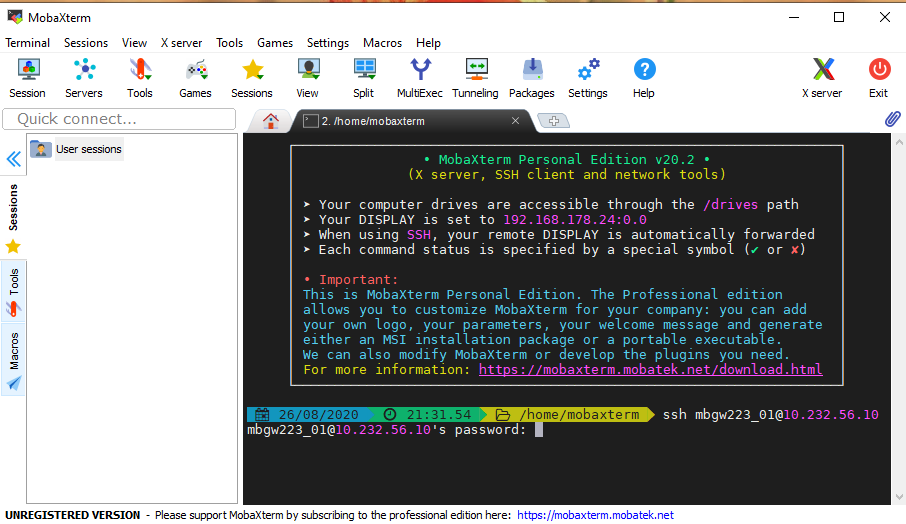 MobaXterm
Terminal Sessions View X server Tools Games Settings Macros Help
Session Servers Tools Games Sessions View Split MultiExec Tunneling Packages Settings Help X server Exit
Quick connect...
2. /home/mobaxterm
User sessions
Sessions
Tools
Macros
• MobaXterm Personal Edition v20.2 •
(X server, SSH client and network tools)
➤ Your computer drives are accessible through the /drives path
➤ Your DISPLAY is set to 192.168.178.24:0.0
➤ When using SSH, your remote DISPLAY is automatically forwarded
➤ Each command status is specified by a special symbol (✔ or ✘)
• Important:
This is MobaXterm Personal Edition. The Professional edition
allows you to customize MobaXterm for your company: you can add
your own logo, your parameters, your welcome message and generate
either an MSI installation package or a portable executable.
We can also modify MobaXterm or develop the plugins you need.
For more information: https://mobaxterm.mobatek.net/download.html
26/08/2020 21:31.54 /home/mobaxterm ssh mbgw223_01@10.232.56.10
mbgw223_01@10.232.56.10's password:
UNREGISTERED VERSION - Please support MobaXterm by subscribing to the professional edition here: https://mobaxterm.mobatek.net